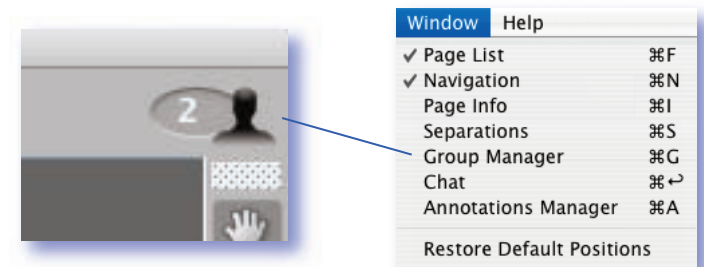 2
Window Help
✓ Page List ⌘F
✓ Navigation ⌘N
Page Info ⌘I
Separations ⌘S
Group Manager ⌘G
Chat ⌘↩
Annotations Manager ⌘A
Restore Default Positions